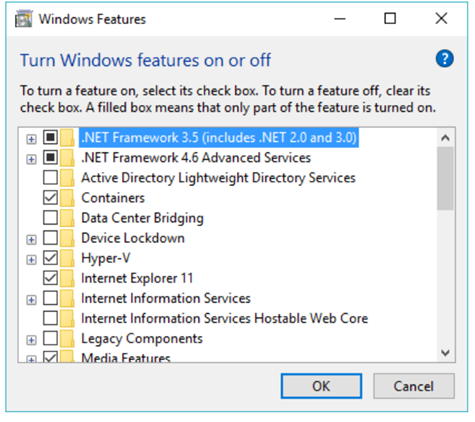 Windows Features
Turn Windows features on or off
To turn a feature on, select its check box. To turn a feature off, clear its
check box. A filled box means that only part of the feature is turned on.
.NET Framework 3.5 (includes .NET 2.0 and 3.0)
.NET Framework 4.6 Advanced Services
Active Directory Lightweight Directory Services
Containers
Data Center Bridging
Device Lockdown
Hyper-V
Internet Explorer 11
Internet Information Services
Internet Information Services Hostable Web Core
Legacy Components
Media Features
OK Cancel